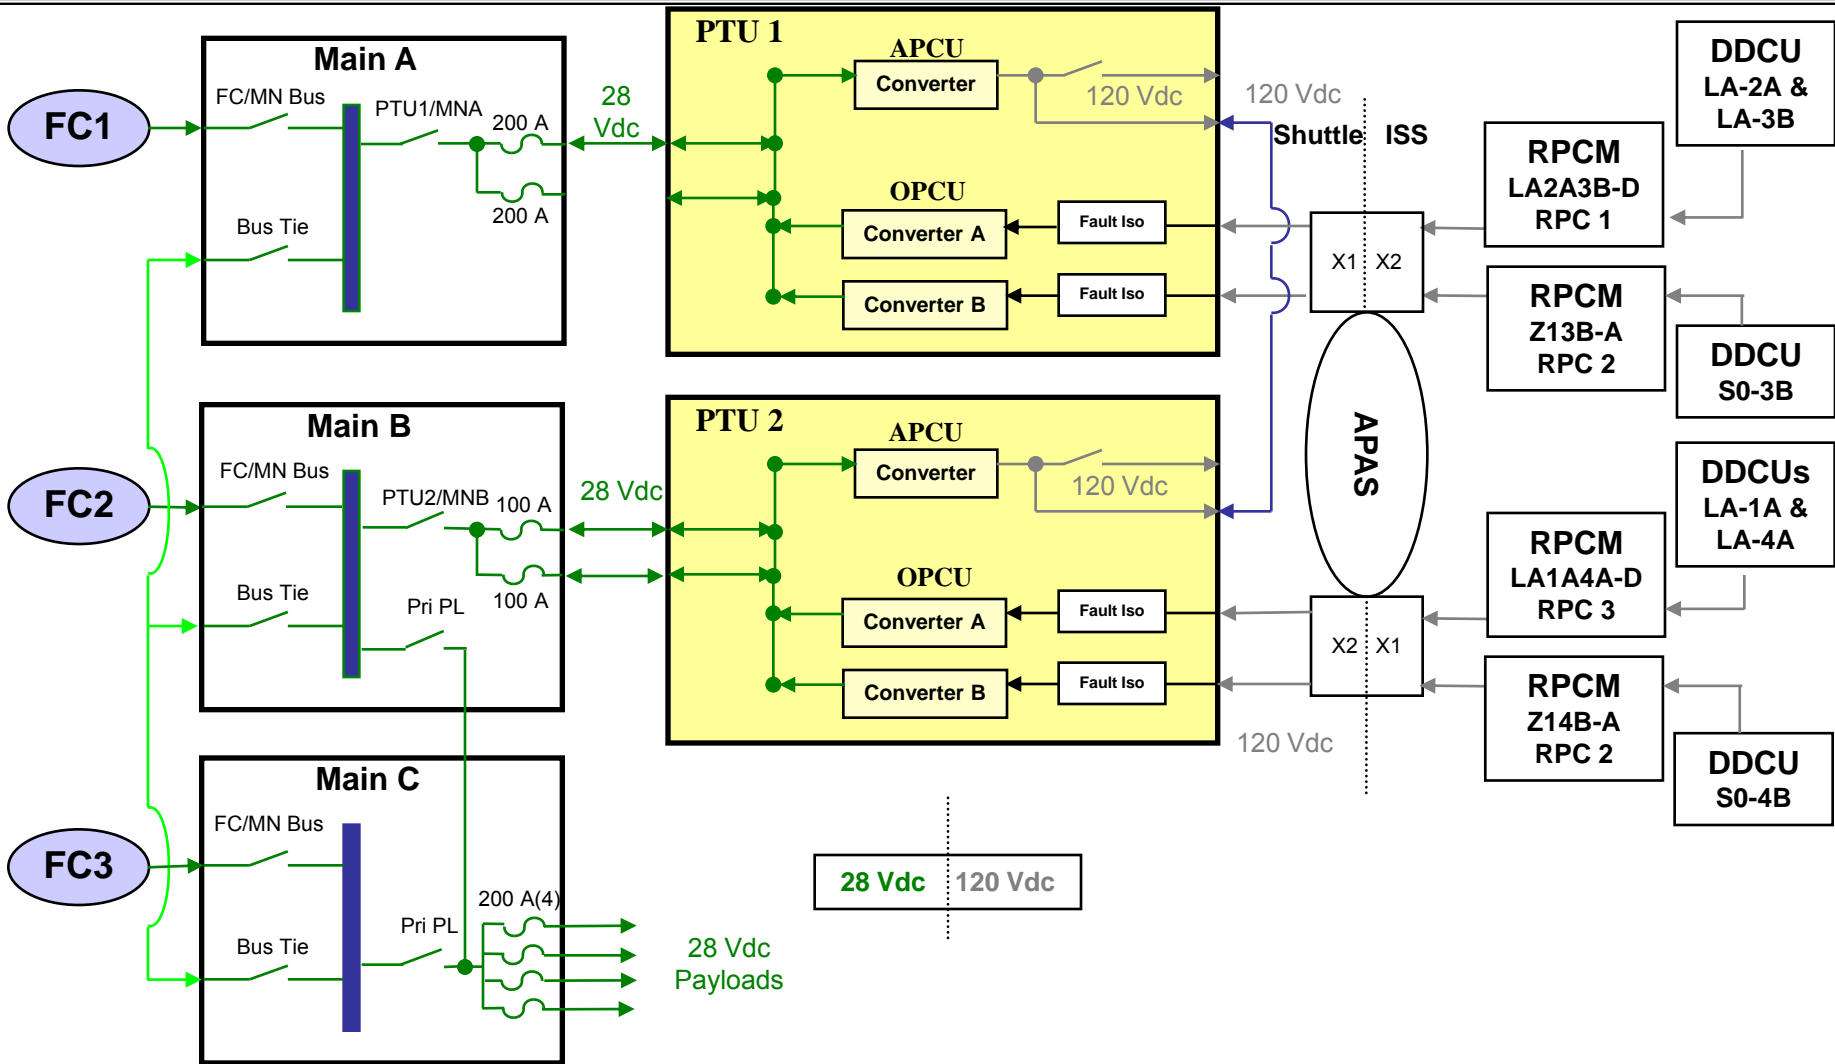 FC1
FC2
FC3
Main A
FC/MN Bus
PTU1/MNA
200 A
200 A
Bus Tie
28
Vdc
Main B
FC/MN Bus
PTU2/MNB
100 A
100 A
Bus Tie
Pri PL
28 Vdc
Main C
FC/MN Bus
200 A(4)
Pri PL
Bus Tie
28 Vdc
Payloads
PTU 1
APCU
Converter
120 Vdc
OPCU
Converter A
Fault Iso
Converter B
Fault Iso
PTU 2
APCU
Converter
120 Vdc
OPCU
Converter A
Fault Iso
Converter B
Fault Iso
120 Vdc
Shuttle
ISS
X1
X2
APAS
X2
X1
120 Vdc
RPCM
LA2A3B-D
RPC 1
RPCM
Z13B-A
RPC 2
RPCM
LA1A4A-D
RPC 3
RPCM
Z14B-A
RPC 2
DDCU
LA-2A &
LA-3B
DDCU
S0-3B
DDCUs
LA-1A &
LA-4A
DDCU
S0-4B
28 Vdc
120 Vdc